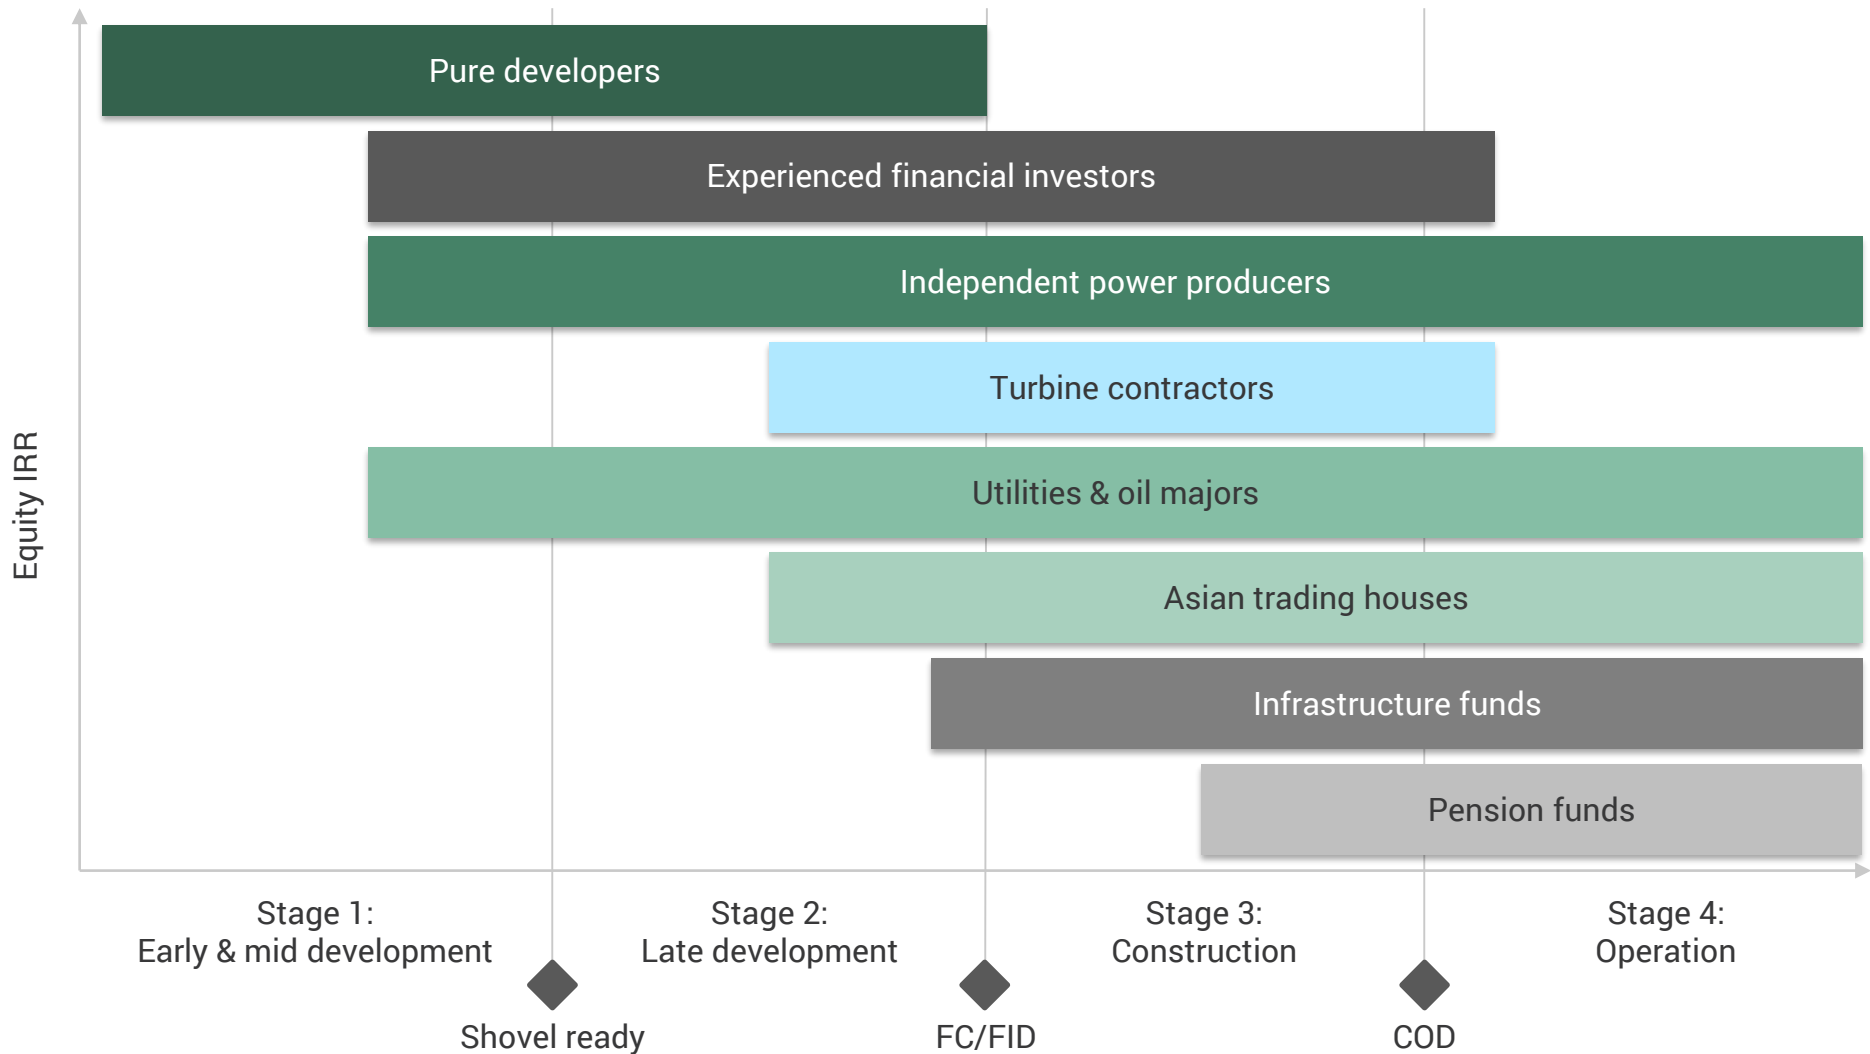 Pure developers
Experienced financial investors
Independent power producers
Turbine contractors
Utilities & oil majors
Asian trading houses
Infrastructure funds
Pension funds
Equity IRR
Stage 1:
Early & mid development
Stage 2:
Late development
Stage 3:
Construction
Stage 4:
Operation
Shovel ready
FC/FID
COD